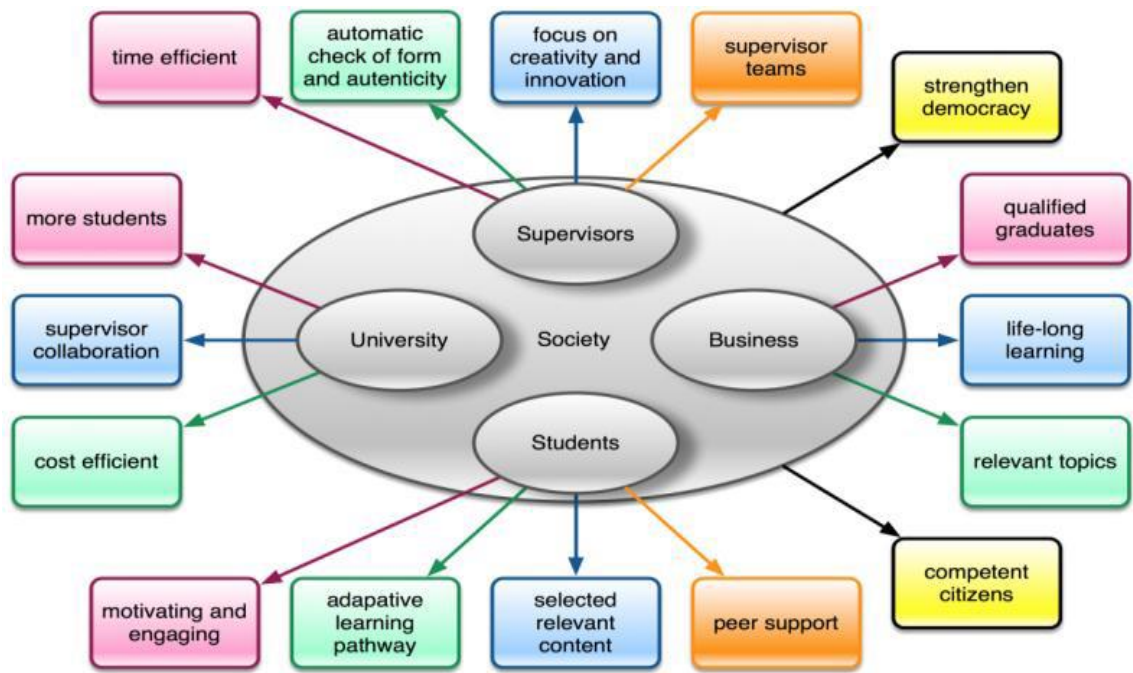 time efficient
automatic
check of form
and autenticity
focus on
creativity and
innovation
supervisor
teams
strengthen
democracy
more students
Supervisors
qualified
graduates
supervisor
collaboration
University
Society
Business
life-long
learning
cost efficient
Students
relevant topics
motivating and
engaging
adapative
learning
pathway
selected
relevant
content
peer support
competent
citizens